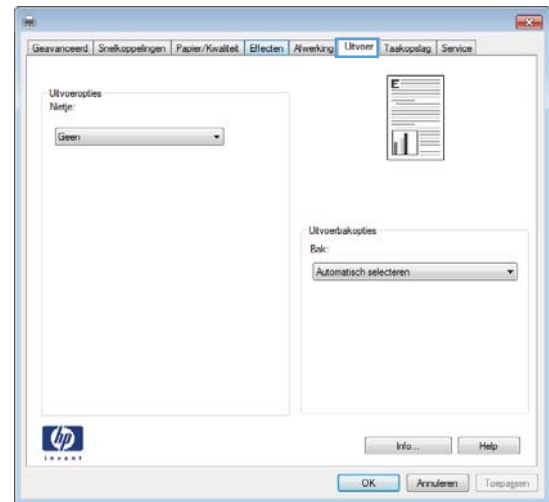 Geavanceerd Snelkoppelingen Papier/Kwaliteit Effecten Afwerking Uitvoer Taakopslag Service
Uitvoeropties
Nietje:
Geen
E
Uitvoerbakopties
Bak:
Automatisch selecteren
hp
invent
Info... Help
OK Annuleren Toepassen